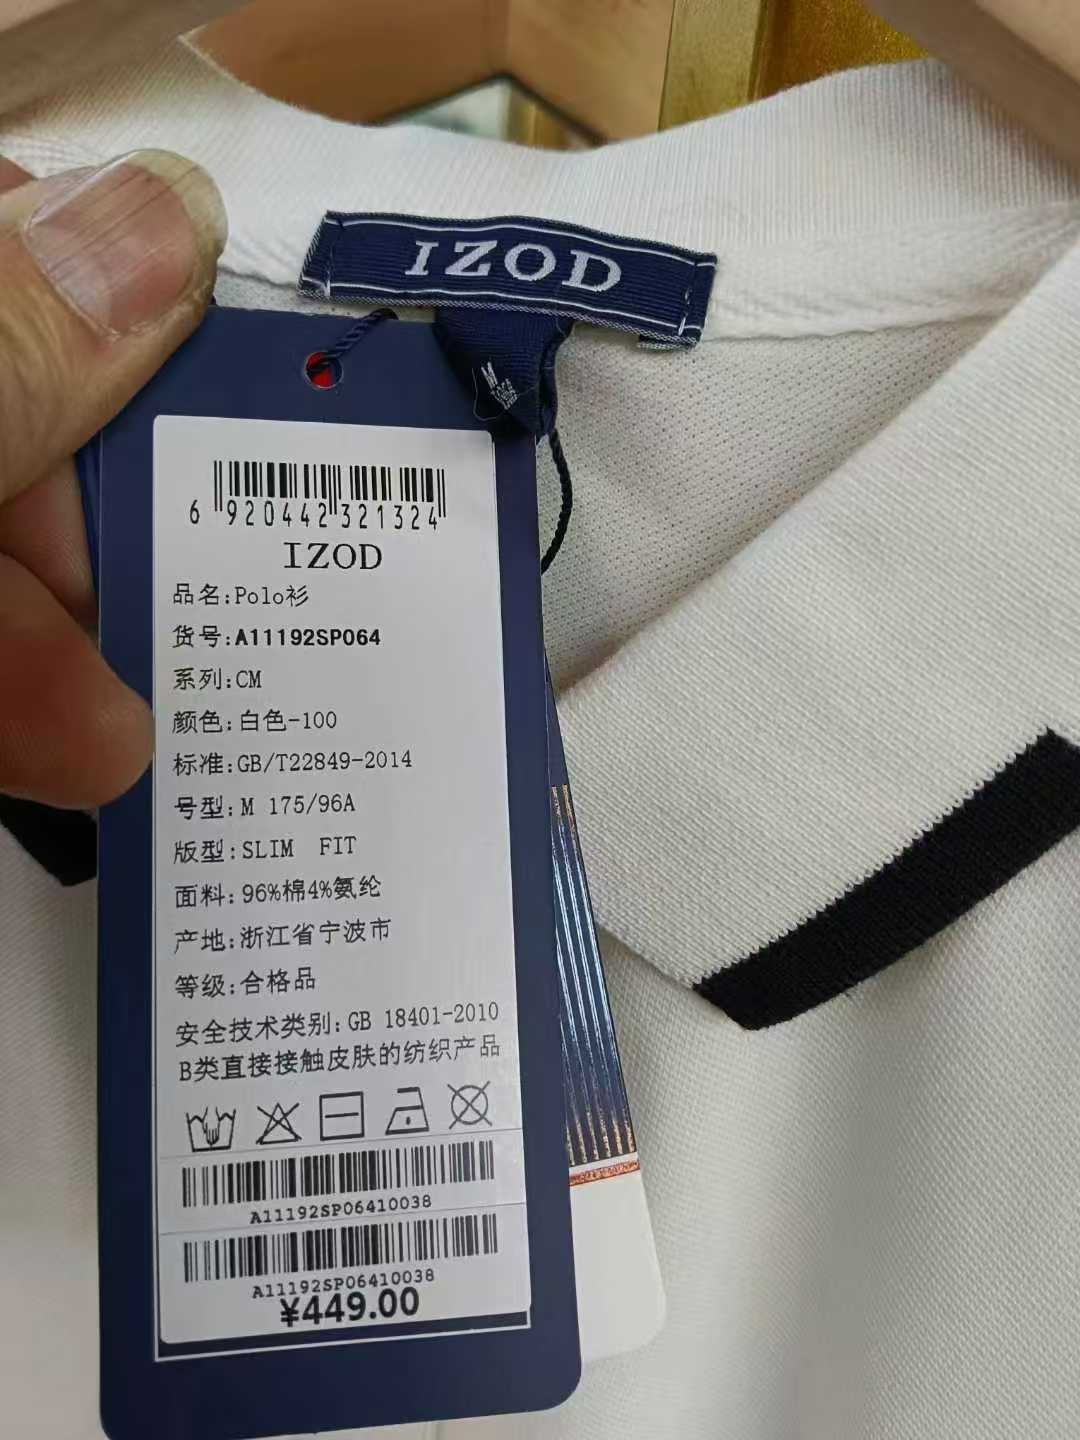 IZOD
M
6 920442 321324
IZOD
品名:Polo衫
货号:A11192SP064
系列:CM
颜色:白色-100
标准:GB/T22849-2014
号型:M 175/96A
版型:SLIM FIT
面料:96%棉4%氨纶
产地:浙江省宁波市
等级:合格品
安全技术类别:GB 18401-2010
B类直接接触皮肤的纺织产品
A11192SP06410038
A11192SP06410038
¥449.00